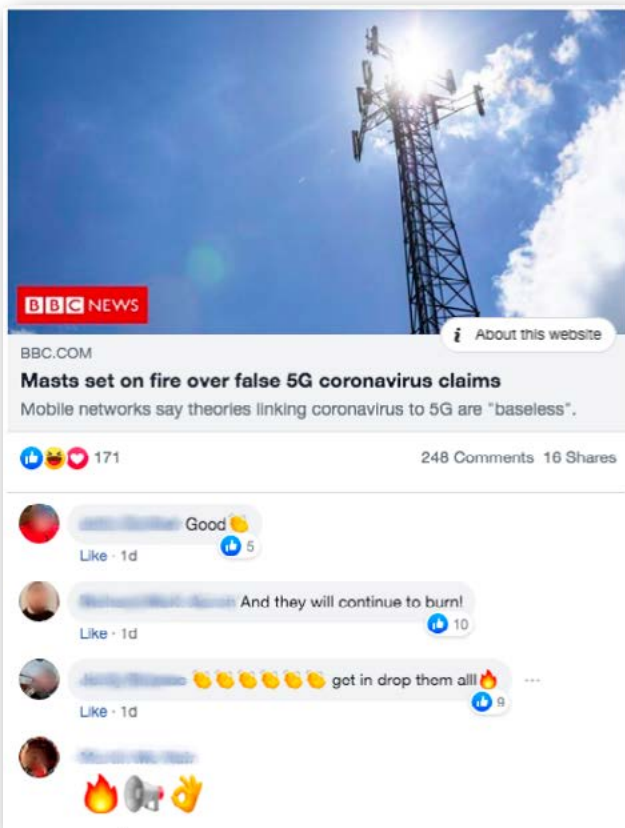 BBC NEWS
i About this website
BBC.COM
Masts set on fire over false 5G coronavirus claims
Mobile networks say theories linking coronavirus to 5G are "baseless".
171 248 Comments 16 Shares
Good👏
Like · 1d 5
And they will continue to burn!
Like · 1d 10
👏👏👏👏👏👏 get in drop them alll🔥
Like · 1d 9
🔥📢👌